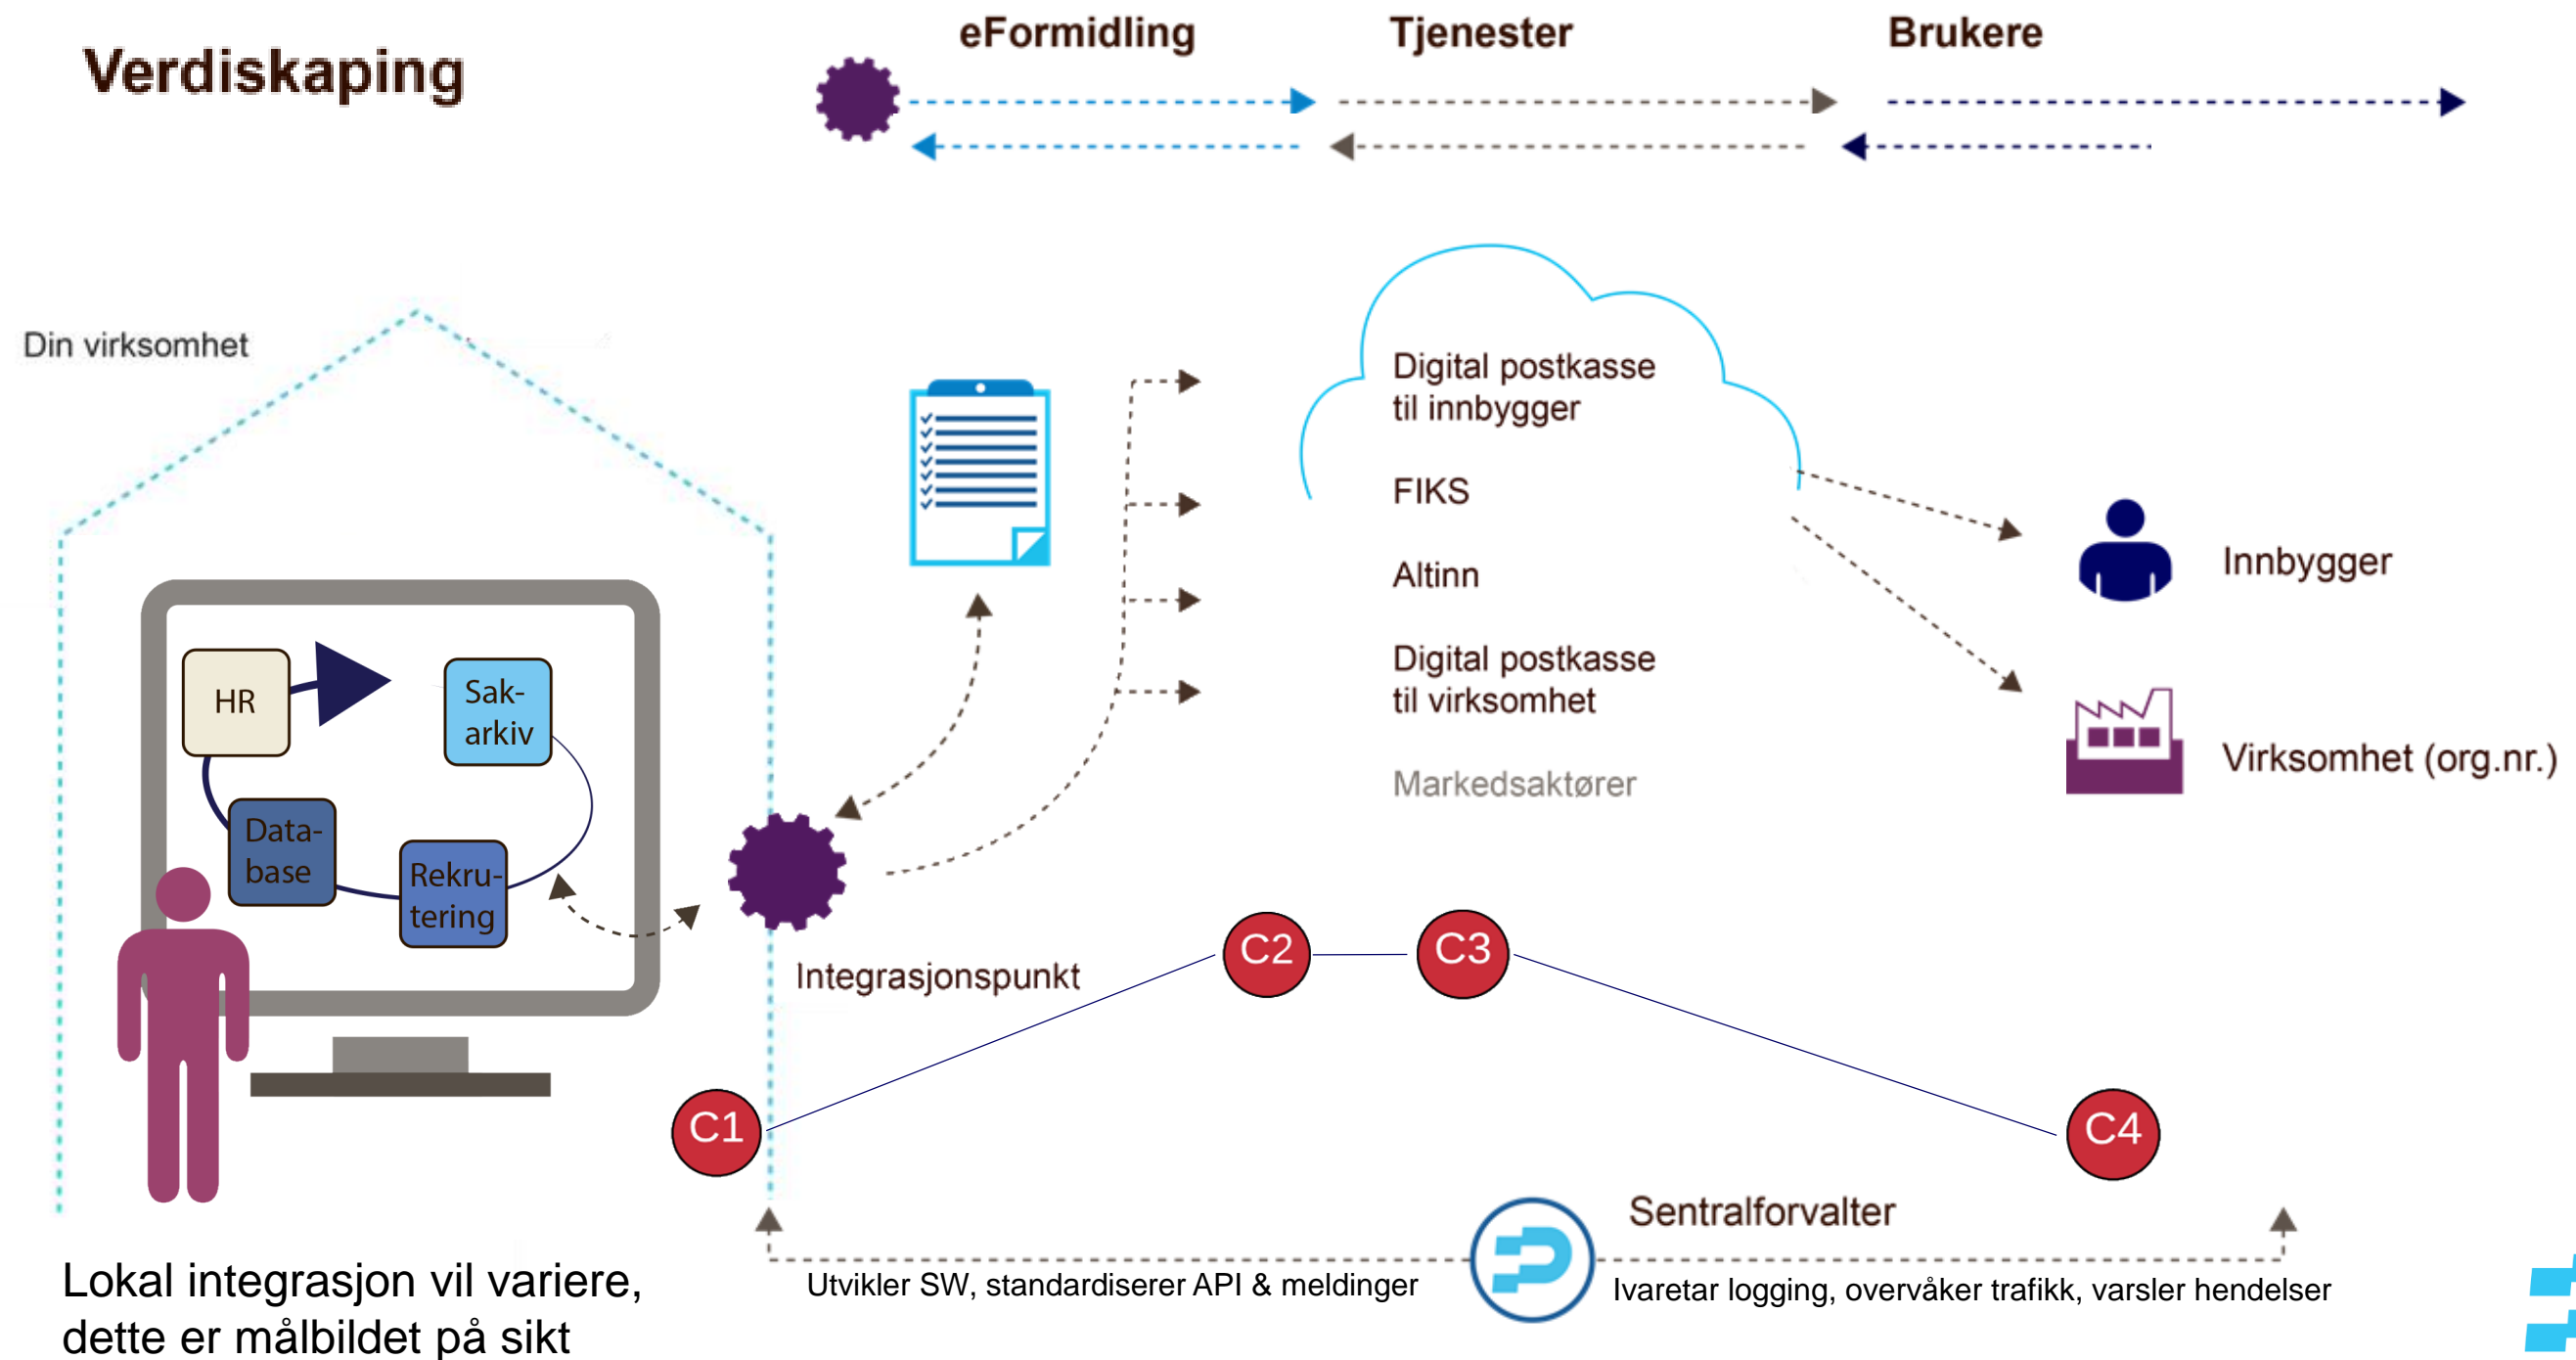 Verdiskaping
eFormidling
Tjenester
Brukere
Din virksomhet
HR
Sak-
arkiv
Data-
base
Rekru-
tering
Integrasjonspunkt
Digital postkasse
til innbygger
FIKS
Altinn
Digital postkasse
til virksomhet
Markedsaktører
Innbygger
Virksomhet (org.nr.)
C1
C2
C3
C4
Sentralforvalter
Utvikler SW, standardiserer API & meldinger
Ivaretar logging, overvåker trafikk, varsler hendelser
Lokal integrasjon vil variere,
dette er målbildet på sikt